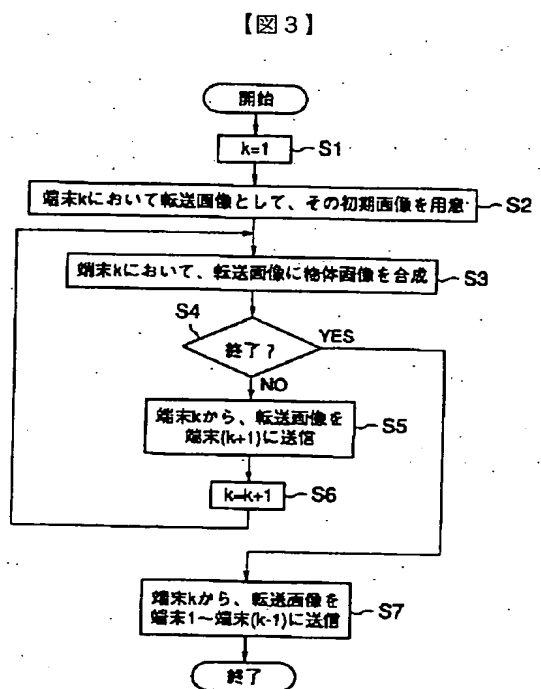 【図3】
開始
k=1
S1
端末kにおいて転送画像として、その初期画像を用意
S2
端末kにおいて、転送画像に物体画像を合成
S3
S4
終了?
YES
NO
端末kから、転送画像を
端末(k+1)に送信
S5
k=k+1
S6
端末kから、転送画像を
端末1~端末(k-1)に送信
S7
終了